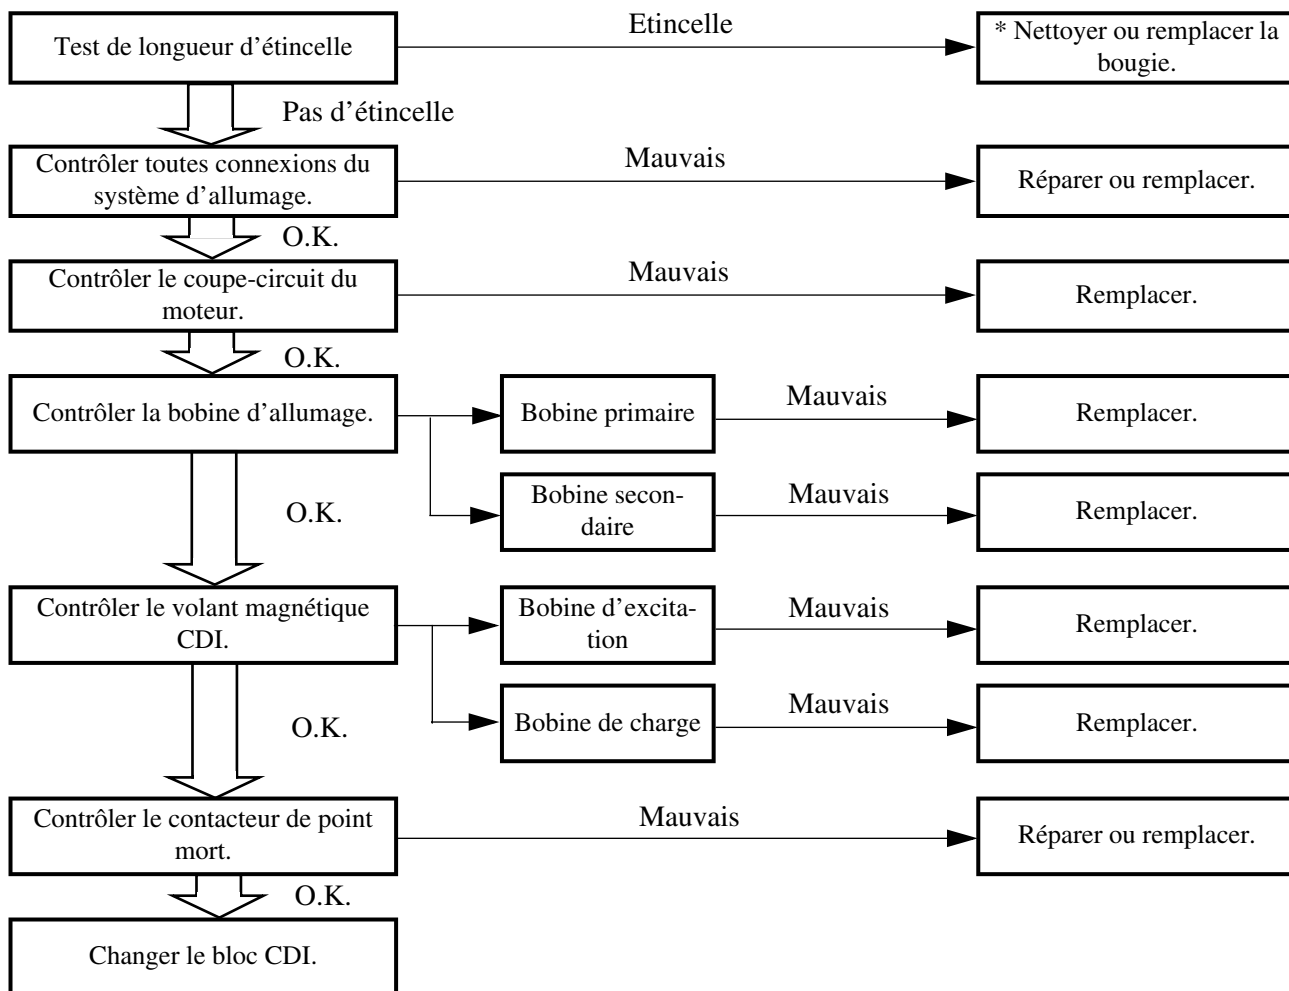 Test de longueur d'étincelle
Etincelle
* Nettoyer ou remplacer la
bougie.
Pas d'étincelle
Contrôler toutes connexions du
système d'allumage.
Mauvais
Réparer ou remplacer.
O.K.
Contrôler le coupe-circuit du
moteur.
Mauvais
Remplacer.
O.K.
Contrôler la bobine d'allumage.
Bobine primaire
Mauvais
Remplacer.
O.K.
Bobine secon-
daire
Mauvais
Remplacer.
Contrôler le volant magnétique
CDI.
Bobine d'excita-
tion
Mauvais
Remplacer.
O.K.
Bobine de charge
Mauvais
Remplacer.
Contrôler le contacteur de point
mort.
Mauvais
Réparer ou remplacer.
O.K.
Changer le bloc CDI.